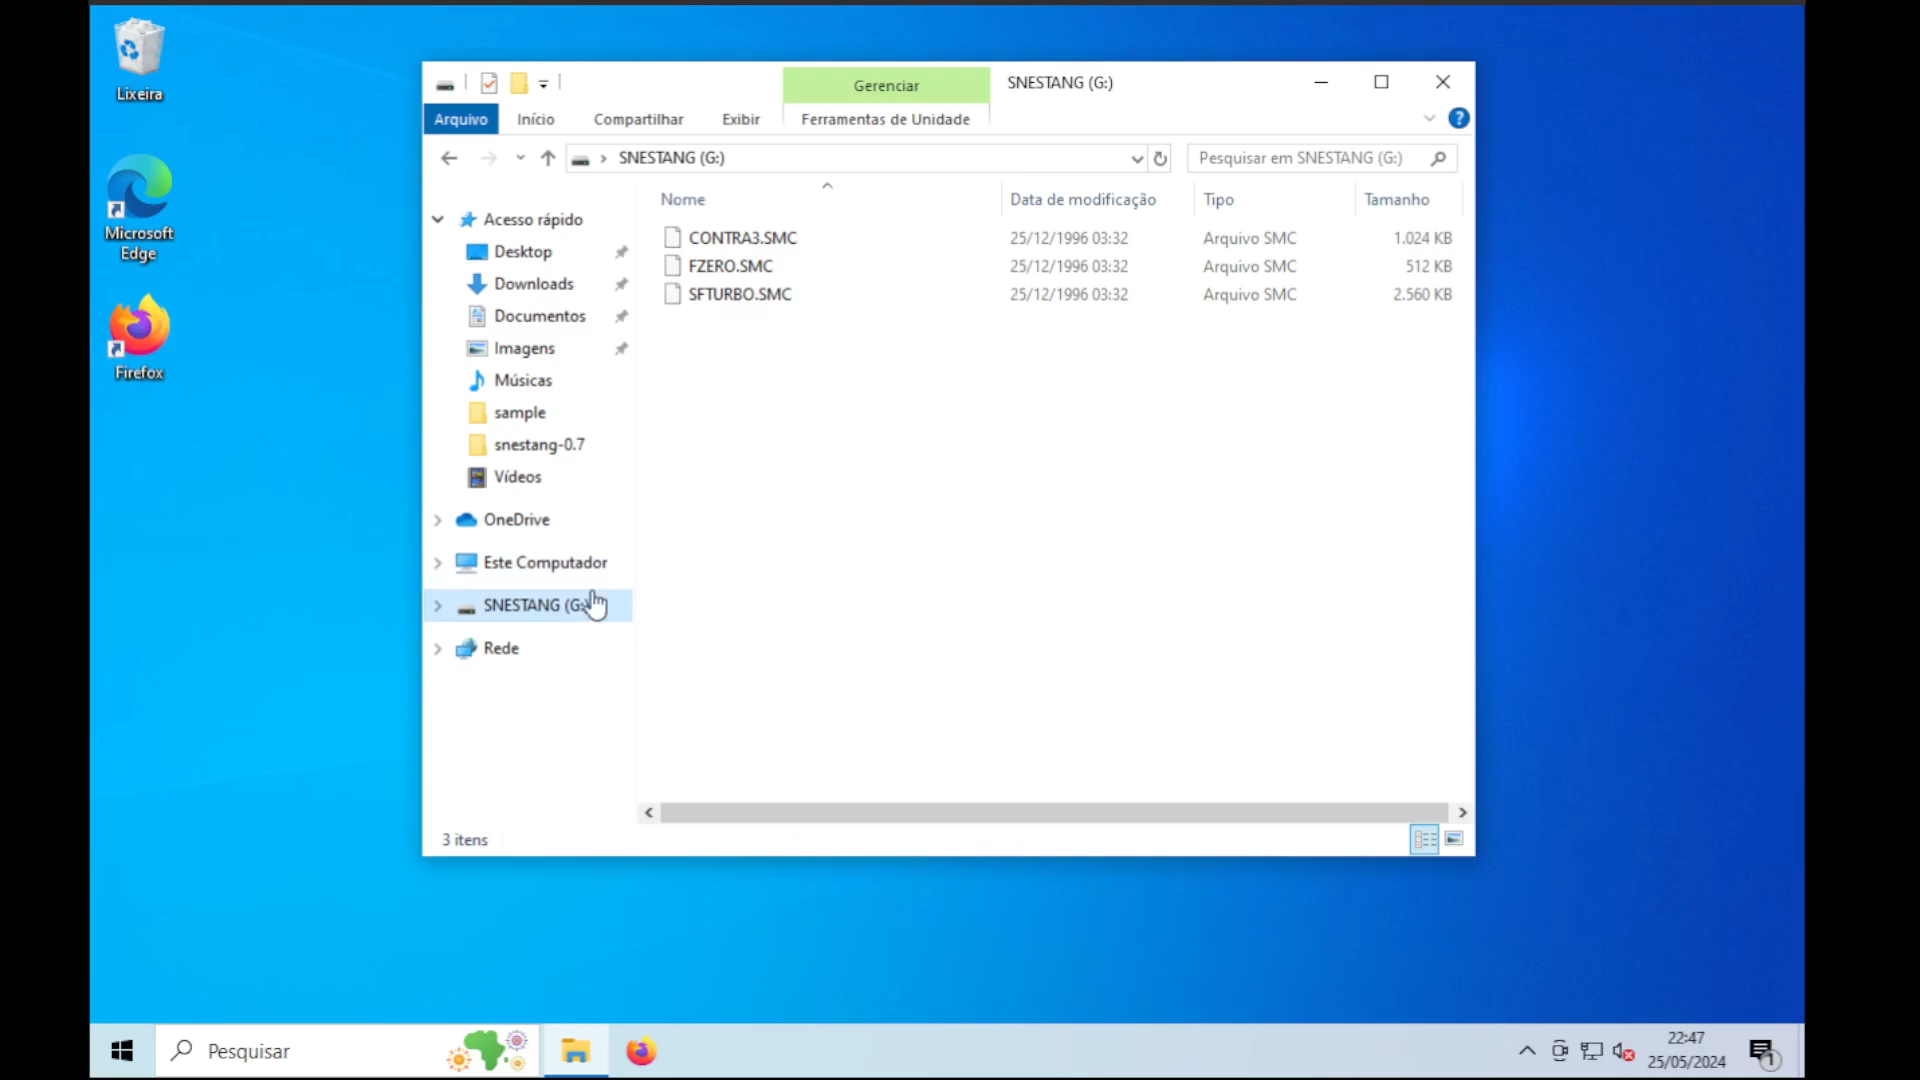 Lixeira
Microsoft
Edge
Firefox
Gerenciar
SNESTANG (G:)
Arquivo
Início
Compartilhar
Exibir
Ferramentas de Unidade
SNESTANG (G:)
Pesquisar em SNESTANG (G:)
Nome
Data de modificação
Tipo
Tamanho
CONTRA3.SMC 25/12/1996 03:32 Arquivo SMC 1.024 KB
FZERO.SMC 25/12/1996 03:32 Arquivo SMC 512 KB
SFTURBO.SMC 25/12/1996 03:32 Arquivo SMC 2.560 KB
Acesso rápido
Desktop
Downloads
Documentos
Imagens
Músicas
sample
snestang-0.7
Vídeos
OneDrive
Este Computador
SNESTANG (G:)
Rede
3 itens
Pesquisar
22:47
25/05/2024
1